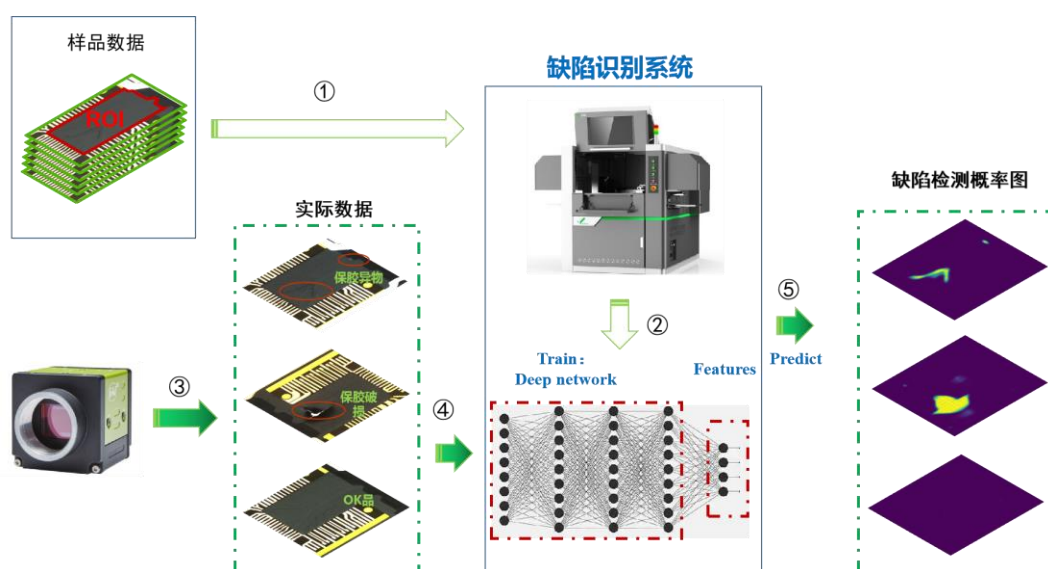 样品数据
ROI
①
缺陷识别系统
缺陷检测概率图
实际数据
保胶异物
保胶破
损
OK品
③
④
②
Train：
Deep network
Features
⑤
Predict